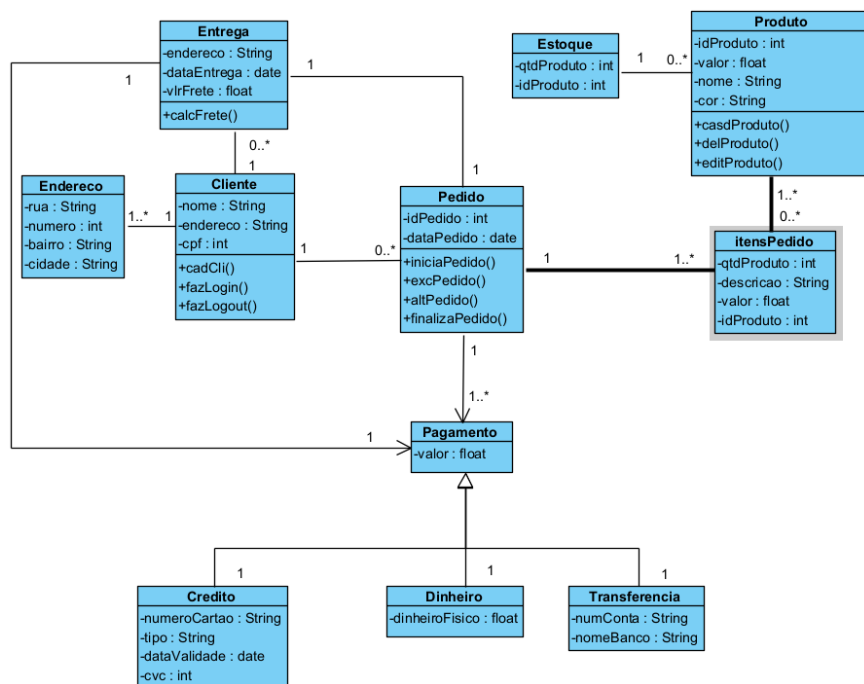 Entrega
-endereco : String
-dataEntrega : date
-vlrFrete : float
+calcFrete()
1
1
0..*
1
Estoque
-qtdProduto : int
-idProduto : int
1
0..*
Produto
-idProduto : int
-valor : float
-nome : String
-cor : String
+casdProduto()
+delProduto()
+editProduto()
1..*
0..*
Endereco
-rua : String
-numero : int
-bairro : String
-cidade : String
1..*
1
Cliente
-nome : String
-endereco : String
-cpf : int
+cadCli()
+fazLogin()
+fazLogout()
1
0..*
1
Pedido
-idPedido : int
-dataPedido : date
+iniciaPedido()
+excPedido()
+altPedido()
+finalizaPedido()
1
1..*
itensPedido
-qtdProduto : int
-descricao : String
-valor : float
-idProduto : int
1
1..*
1
Pagamento
-valor : float
1
1
1
Credito
-numeroCartao : String
-tipo : String
-dataValidade : date
-cvc : int
Dinheiro
-dinheiroFisico : float
Transferencia
-numConta : String
-nomeBanco : String